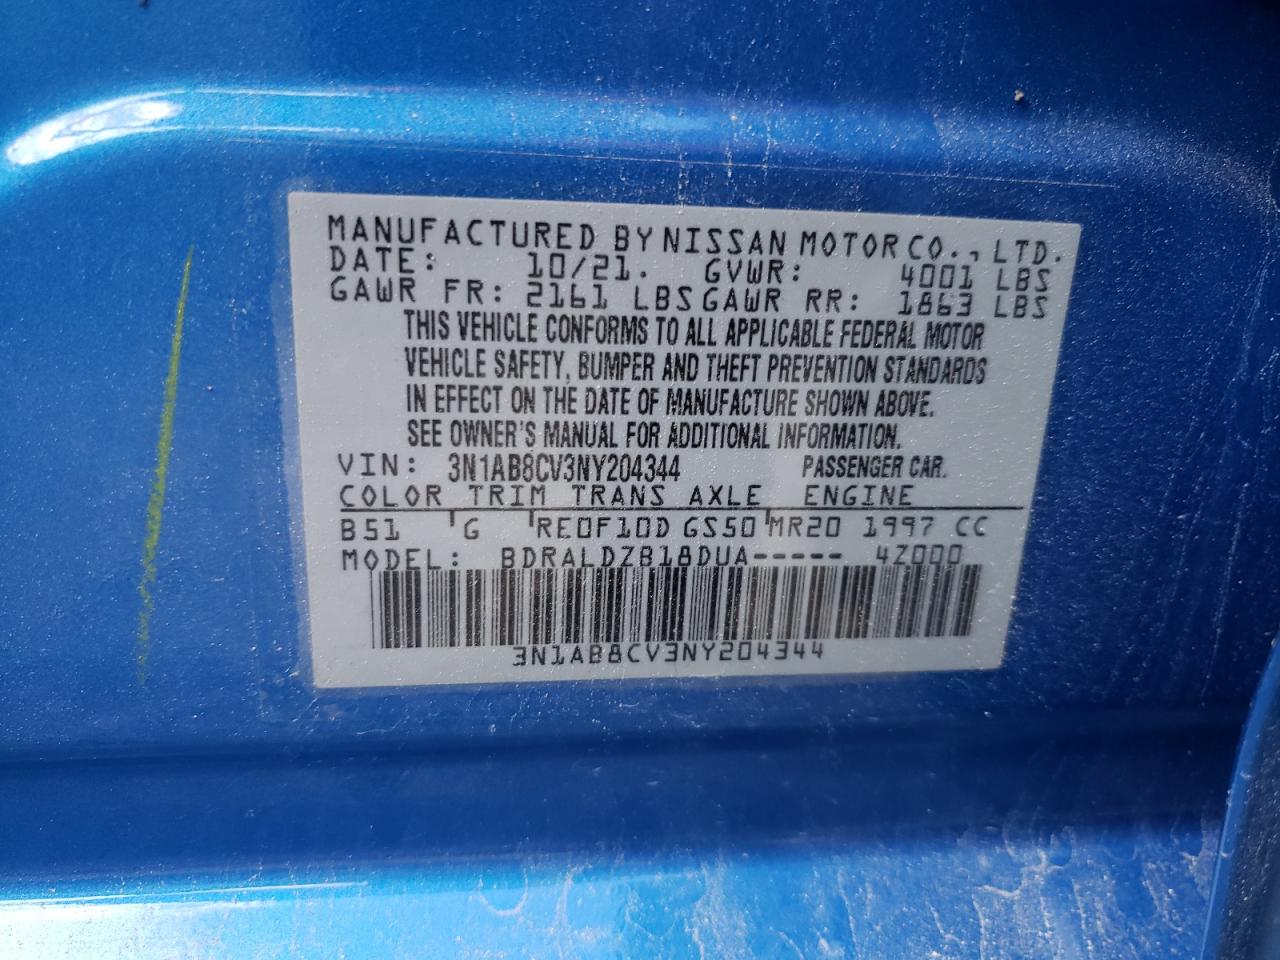 MANUFACTURED BY NISSAN MOTOR CO., LTD.
DATE: 10/21. GVWR: 4001 LBS
GAWR FR: 2161 LBS GAWR RR: 1863 LBS
THIS VEHICLE CONFORMS TO ALL APPLICABLE FEDERAL MOTOR
VEHICLE SAFETY, BUMPER AND THEFT PREVENTION STANDARDS
IN EFFECT ON THE DATE OF MANUFACTURE SHOWN ABOVE.
SEE OWNER'S MANUAL FOR ADDITIONAL INFORMATION.
VIN: 3N1AB8CV3NY204344 PASSENGER CAR.
COLOR TRIM TRANS AXLE ENGINE
B51 G RE0F10D GS50 MR20 1997 CC
MODEL: BDRALDZB18DUA----- 4Z000
3N1AB8CV3NY204344